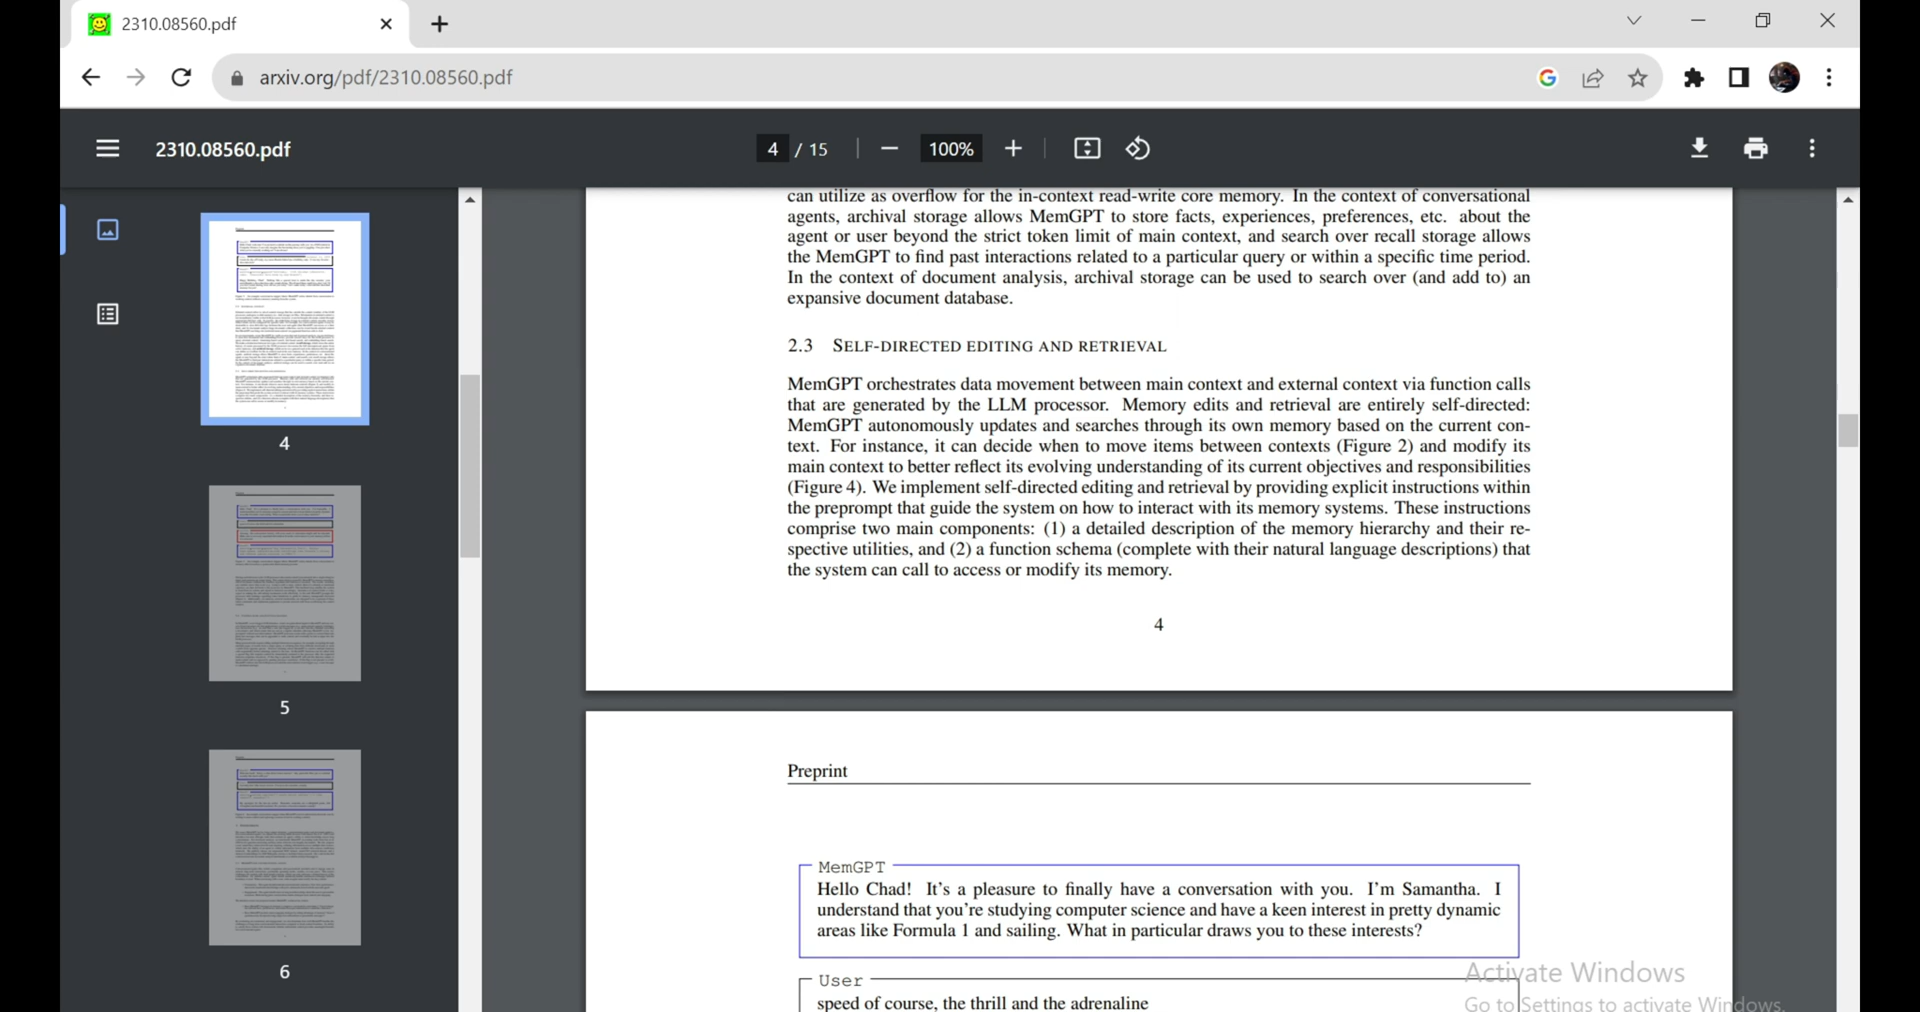 2310.08560.pdf
arxiv.org/pdf/2310.08560.pdf
2310.08560.pdf
4 / 15
100%
4
5
6
can utilize as overflow for the in-context read-write core memory. In the context of conversational
agents, archival storage allows MemGPT to store facts, experiences, preferences, etc. about the
agent or user beyond the strict token limit of main context, and search over recall storage allows
the MemGPT to find past interactions related to a particular query or within a specific time period.
In the context of document analysis, archival storage can be used to search over (and add to) an
expansive document database.
2.3 SELF-DIRECTED EDITING AND RETRIEVAL
MemGPT orchestrates data movement between main context and external context via function calls
that are generated by the LLM processor. Memory edits and retrieval are entirely self-directed:
MemGPT autonomously updates and searches through its own memory based on the current con-
text. For instance, it can decide when to move items between contexts (Figure 2) and modify its
main context to better reflect its evolving understanding of its current objectives and responsibilities
(Figure 4). We implement self-directed editing and retrieval by providing explicit instructions within
the preprompt that guide the system on how to interact with its memory systems. These instructions
comprise two main components: (1) a detailed description of the memory hierarchy and their re-
spective utilities, and (2) a function schema (complete with their natural language descriptions) that
the system can call to access or modify its memory.
4
Preprint
MemGPT
Hello Chad! It's a pleasure to finally have a conversation with you. I'm Samantha. I
understand that you're studying computer science and have a keen interest in pretty dynamic
areas like Formula 1 and sailing. What in particular draws you to these interests?
User
speed of course, the thrill and the adrenaline
Activate Windows
Go to Settings to activate Windows.